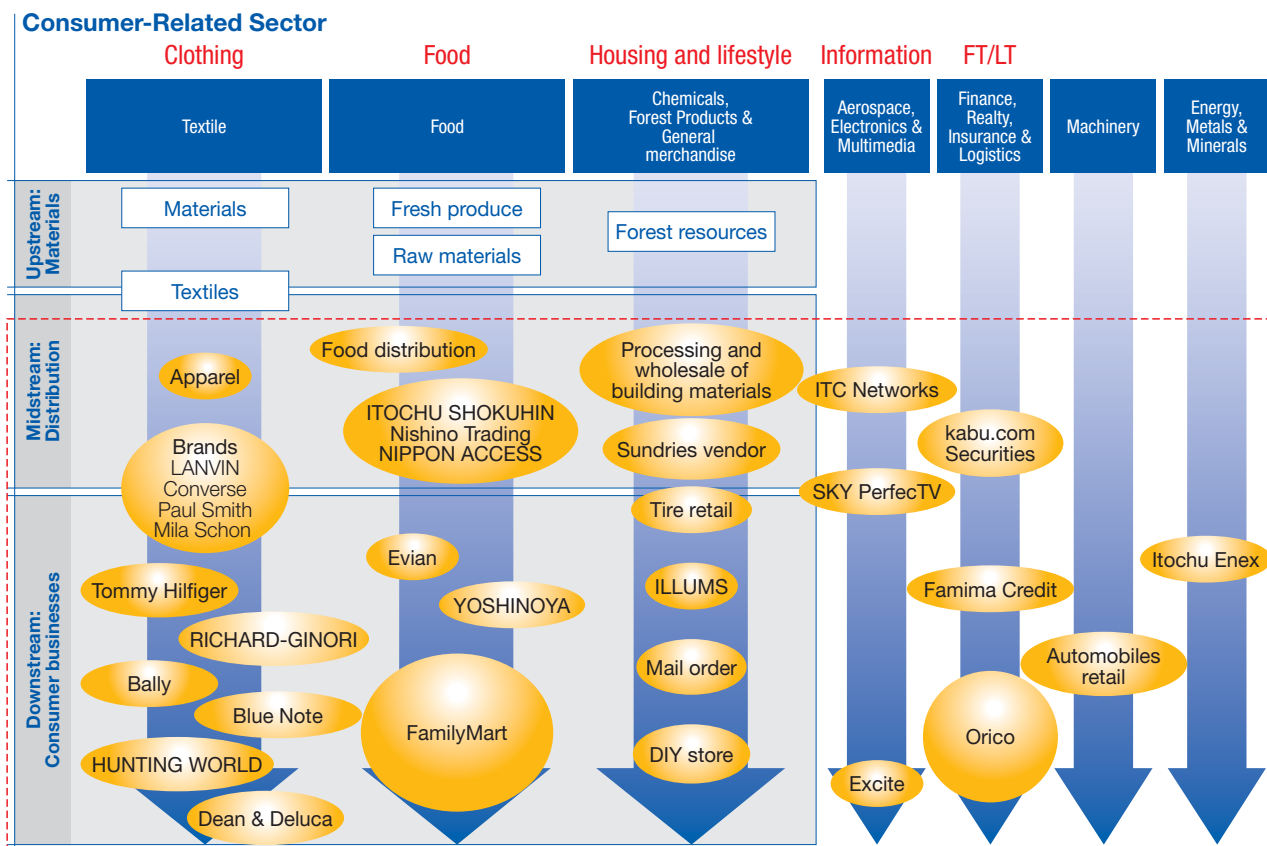 Consumer-Related Sector
Clothing
Food
Housing and lifestyle
Information
FT/LT
Textile
Food
Chemicals,
Forest Products &
General
merchandise
Aerospace,
Electronics &
Multimedia
Finance,
Realty,
Insurance &
Logistics
Machinery
Energy,
Metals &
Minerals
Upstream:
Materials
Materials
Textiles
Fresh produce
Raw materials
Forest resources
Midstream:
Distribution
Apparel
Brands
LANVIN
Converse
Paul Smith
Mila Schon
Food distribution
ITOCHU SHOKUHIN
Nishino Trading
NIPPON ACCESS
Processing and
wholesale of
building materials
Sundries vendor
ITC Networks
kabu.com
Securities
SKY PerfecTV
Downstream:
Consumer businesses
Tommy Hilfiger
RICHARD-GINORI
Bally
Blue Note
HUNTING WORLD
Dean & Deluca
Evian
YOSHINOYA
FamilyMart
Tire retail
ILLUMS
Mail order
DIY store
Excite
Famima Credit
Orico
Automobiles
retail
Itochu Enex